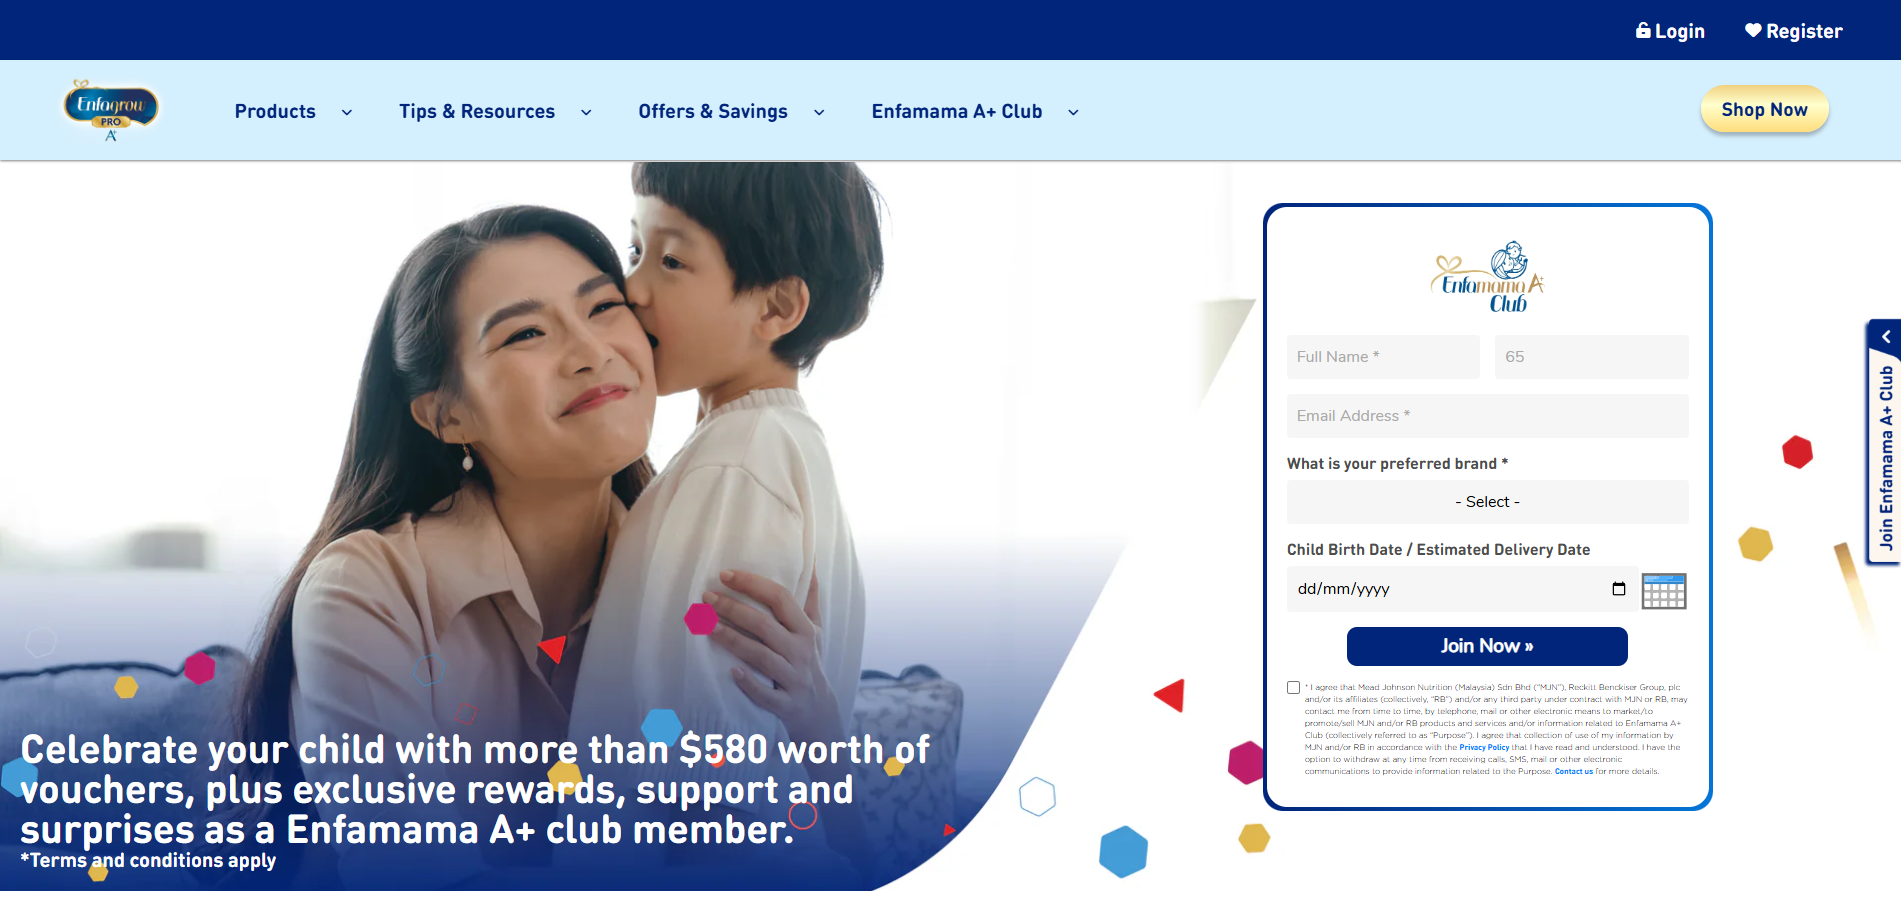 Login
Register
Enfagrow
PRO
A+
Products
Tips & Resources
Offers & Savings
Enfamama A+ Club
Shop Now
Enfamama A+
Club
Full Name *
65
Email Address *
What is your preferred brand *
- Select -
Child Birth Date / Estimated Delivery Date
dd/mm/yyyy
Join Now »
* I agree that Mead Johnson Nutrition (Malaysia) Sdn Bhd ("MJN"), Reckitt Benckiser Group, plc
and/or its affiliates (collectively, "RB") and/or any third party under contract with MJN or RB, may
contact me from time to time, by telephone, mail or other electronic means to market/to
promote/sell MJN and/or RB products and services and/or information related to Enfamama A+
Club (collectively referred to as "Purpose"). I agree that collection of use of my information by
MJN and/or RB in accordance with the Privacy Policy that I have read and understood. I have the
option to withdraw at any time from receiving calls, SMS, mail or other electronic
communications to provide information related to the Purpose. Contact us for more details.
Join Enfamama A+ Club
Celebrate your child with more than $580 worth of
vouchers, plus exclusive rewards, support and
surprises as a Enfamama A+ club member.
*Terms and conditions apply